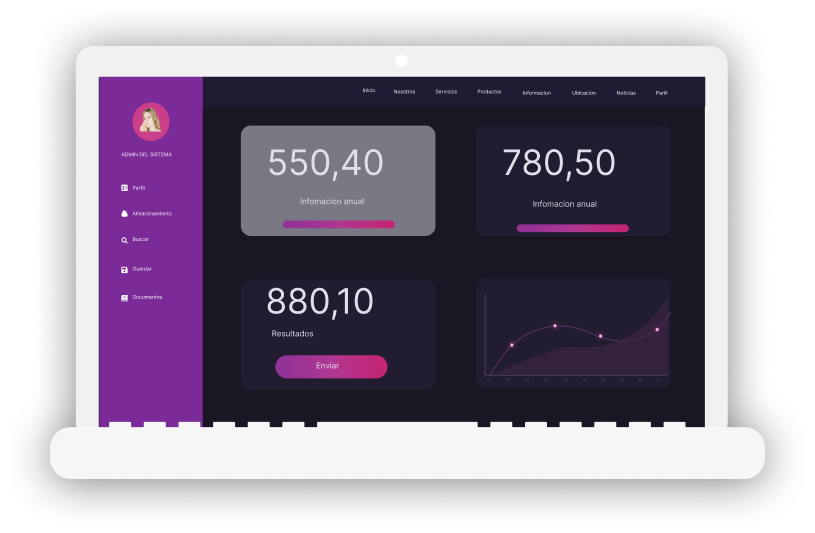 Inicio
Nosotros
Servicios
Productos
Informacion
Ubicacion
Noticias
Parill
ADMIN DEL SISTEMA
Perfil
Almacenamiento
Buscar
Guardar
Documentos
550,40
Infomacion anual
780,50
Infomacion anual
880,10
Resultados
Enviar